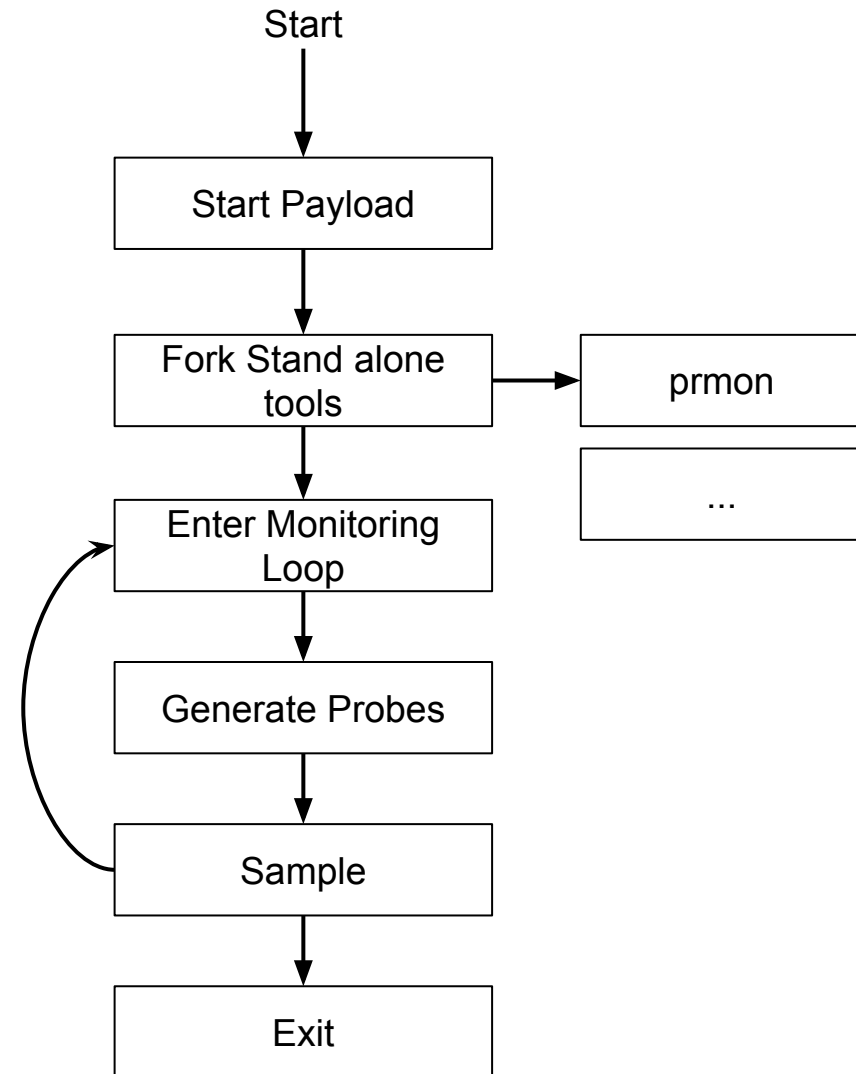 Start
Start Payload
Fork Stand alone
tools
prmon
...
Enter Monitoring
Loop
Generate Probes
Sample
Exit